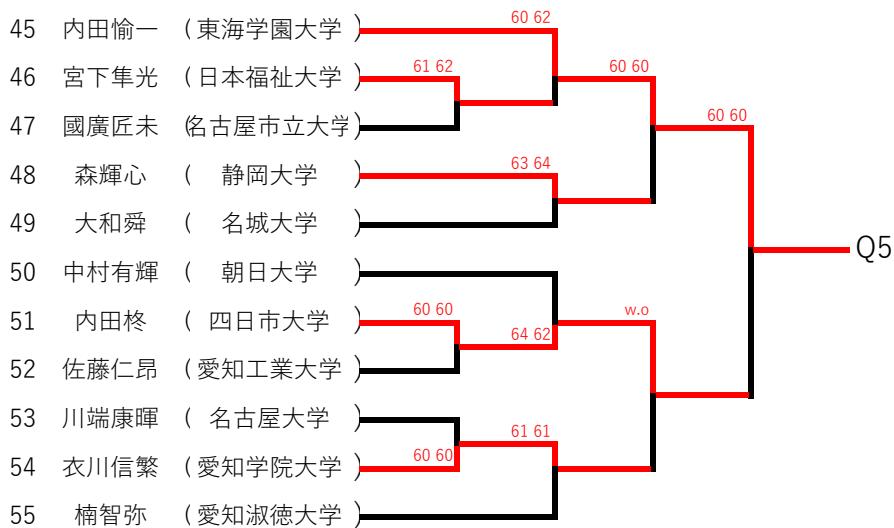 60 62
45 内田愉一 (東海学園大学)
61 62
60 60
46 宮下隼光 (日本福祉大学)
60 60
47 國廣匠未 (名古屋市立大学)
63 64
48 森輝心 ( 静岡大学 )
49 大和舜 ( 名城大学 )
Q5
50 中村有輝 ( 朝日大学 )
60 60
w.o
51 内田柊 ( 四日市大学 )
64 62
52 佐藤仁昂 (愛知工業大学)
53 川端康暉 ( 名古屋大学 )
61 61
60 60
54 衣川信繁 (愛知学院大学)
55 楠智弥 (愛知淑徳大学)